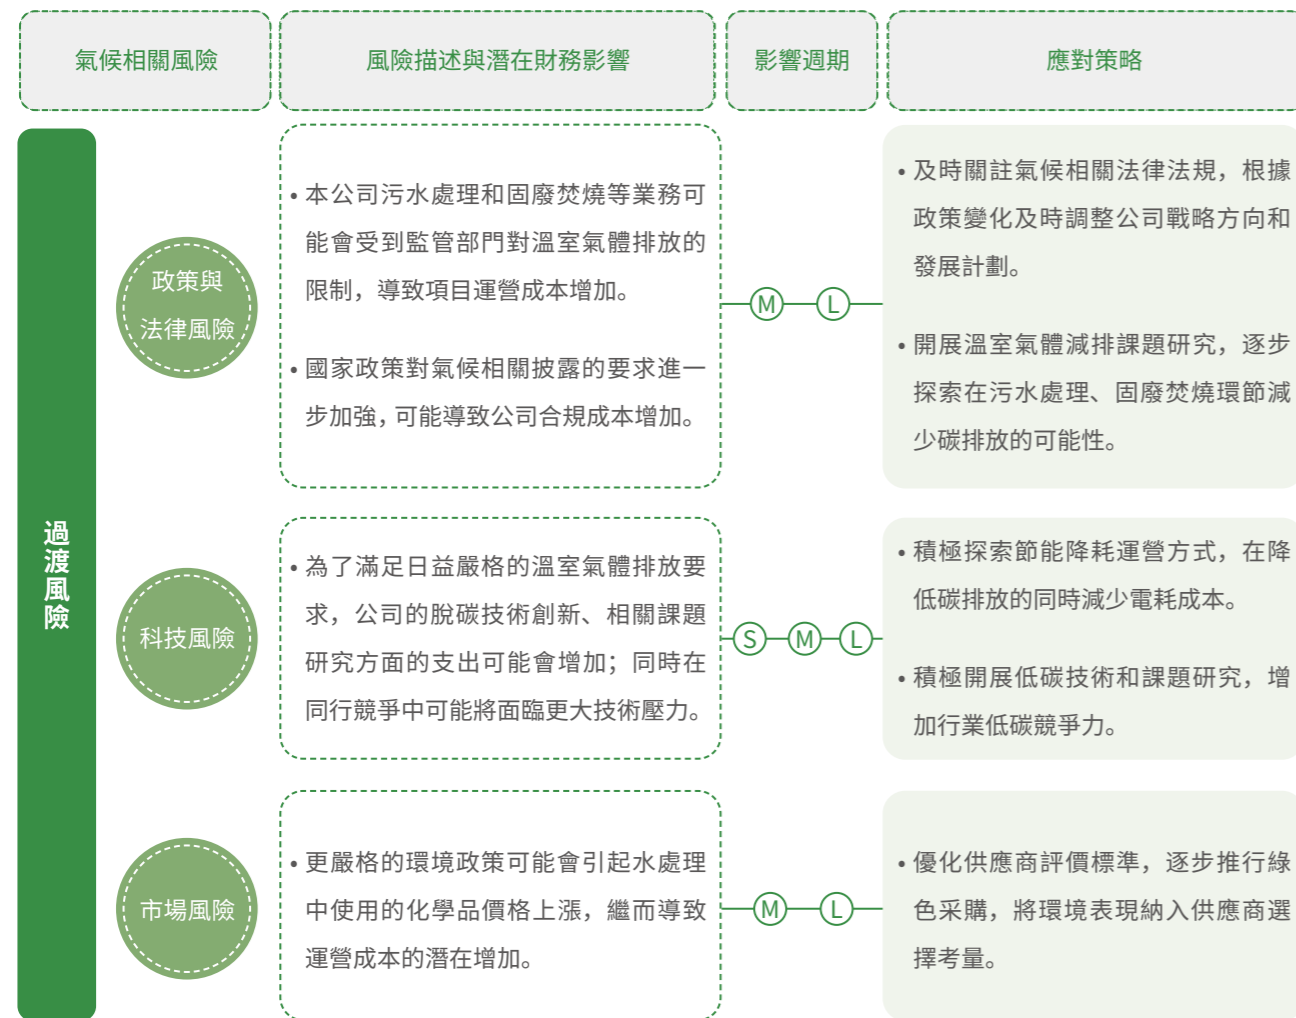 氣候相關風險
風險描述與潛在財務影響
影響週期
應對策略
過渡風險
政策與
法律風險
• 本公司污水處理和固廢焚燒等業務可
能會受到監管部門對溫室氣體排放的
限制，導致項目運營成本增加。
• 國家政策對氣候相關披露的要求進一
步加強，可能導致公司合規成本增加。
M L
• 及時關註氣候相關法律法規，根據
政策變化及時調整公司戰略方向和
發展計劃。
• 開展溫室氣體減排課題研究，逐步
探索在污水處理、固廢焚燒環節減
少碳排放的可能性。
科技風險
• 為了滿足日益嚴格的溫室氣體排放要
求，公司的脫碳技術創新、相關課題
研究方面的支出可能會增加；同時在
同行競爭中可能將面臨更大技術壓力。
S M L
• 積極探索節能降耗運營方式，在降
低碳排放的同時減少電耗成本。
• 積極開展低碳技術和課題研究，增
加行業低碳競爭力。
市場風險
• 更嚴格的環境政策可能會引起水處理
中使用的化學品價格上漲，繼而導致
運營成本的潛在增加。
M L
• 優化供應商評價標準，逐步推行綠
色采購，將環境表現納入供應商選
擇考量。